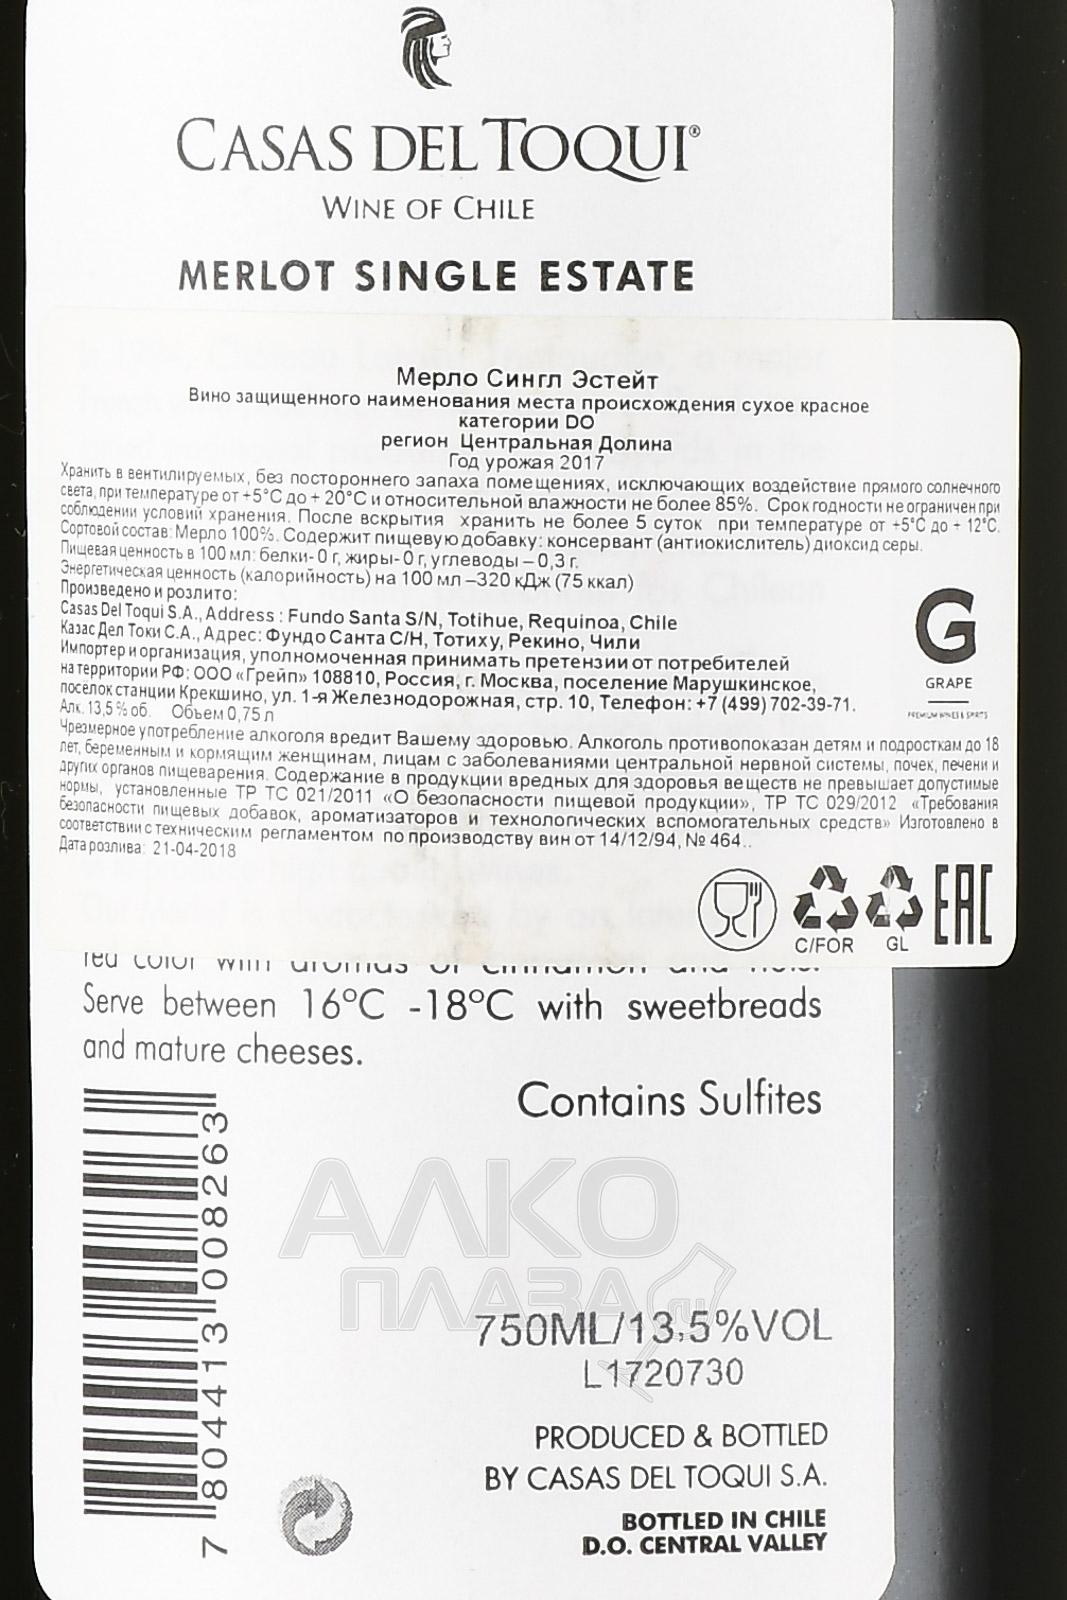 CASAS DEL TOQUI®
WINE OF CHILE
MERLOT SINGLE ESTATE
Мерло Сингл Эстейт
Вино защищенного наименования места происхождения сухое красное
категории DO
регион Центральная Долина
Год урожая 2017
Хранить в вентилируемых, без постороннего запаха помещениях, исключающих воздействие прямого солнечного
света, при температуре от +5°С до + 20°С и относительной влажности не более 85%. Срок годности не ограничен при
соблюдении условий хранения. После вскрытия хранить не более 5 суток при температуре от +5°С до + 12°С.
Сортовой состав: Мерло 100%. Содержит пищевую добавку: консервант (антиокислитель) диоксид серы.
Пищевая ценность в 100 мл: белки- 0 г, жиры- 0 г, углеводы – 0,3 г.
Энергетическая ценность (калорийность) на 100 мл –320 кДж (75 ккал)
Произведено и розлито:
Casas Del Toqui S.A., Address : Fundo Santa S/N, Totihue, Requinoa, Chile
Казас Дел Токи С.А., Адрес: Фундо Санта С/Н, Тотиху, Рекино, Чили
Импортер и организация, уполномоченная принимать претензии от потребителей
на территории РФ: ООО «Грейп» 108810, Россия, г. Москва, поселение Марушкинское,
посёлок станции Крекшино, ул. 1-я Железнодорожная, стр. 10, Телефон: +7 (499) 702-39-71.
Алк. 13,5 % об. Объем 0,75 л
Чрезмерное употребление алкоголя вредит Вашему здоровью. Алкоголь противопоказан детям и подросткам до 18
лет, беременным и кормящим женщинам, лицам с заболеваниями центральной нервной системы, почек, печени и
других органов пищеварения. Содержание в продукции вредных для здоровья веществ не превышает допустимые
нормы, установленные ТР ТС 021/2011 «О безопасности пищевой продукции», ТР ТС 029/2012 «Требования
безопасности пищевых добавок, ароматизаторов и технологических вспомогательных средств» Изготовлено в
соответствии с техническим регламентом по производству вин от 14/12/94, № 464..
Дата розлива: 21-04-2018
G
GRAPE
PREMIUM WINES & SPIRITS
C/FOR
GL
EAC
red color with aromas of cinnamon and
Serve between 16°C -18°C with sweetbreads
and mature cheeses.
Contains Sulfites
7 804413 008263
АЛКО
ПЛАЗА
.ru
750ML/13,5%VOL
L1720730
PRODUCED & BOTTLED
BY CASAS DEL TOQUI S.A.
BOTTLED IN CHILE
D.O. CENTRAL VALLEY